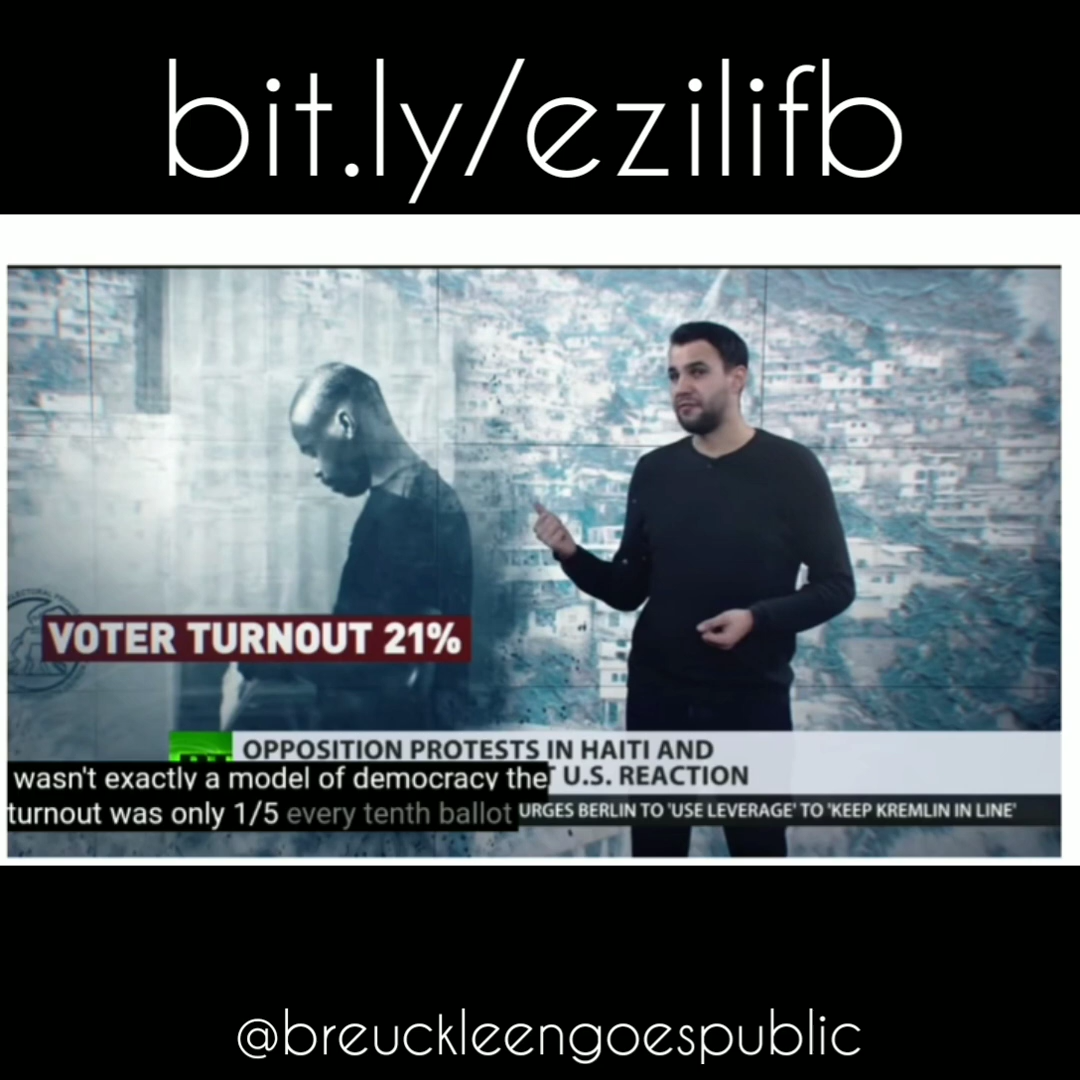 bit.ly/ezilifb
VOTER TURNOUT 21%
OPPOSITION PROTESTS IN HAITI AND
U.S. REACTION
wasn't exactly a model of democracy the
turnout was only 1/5 every tenth ballot
URGES BERLIN TO 'USE LEVERAGE' TO 'KEEP KREMLIN IN LINE'
@breuckleengoespublic